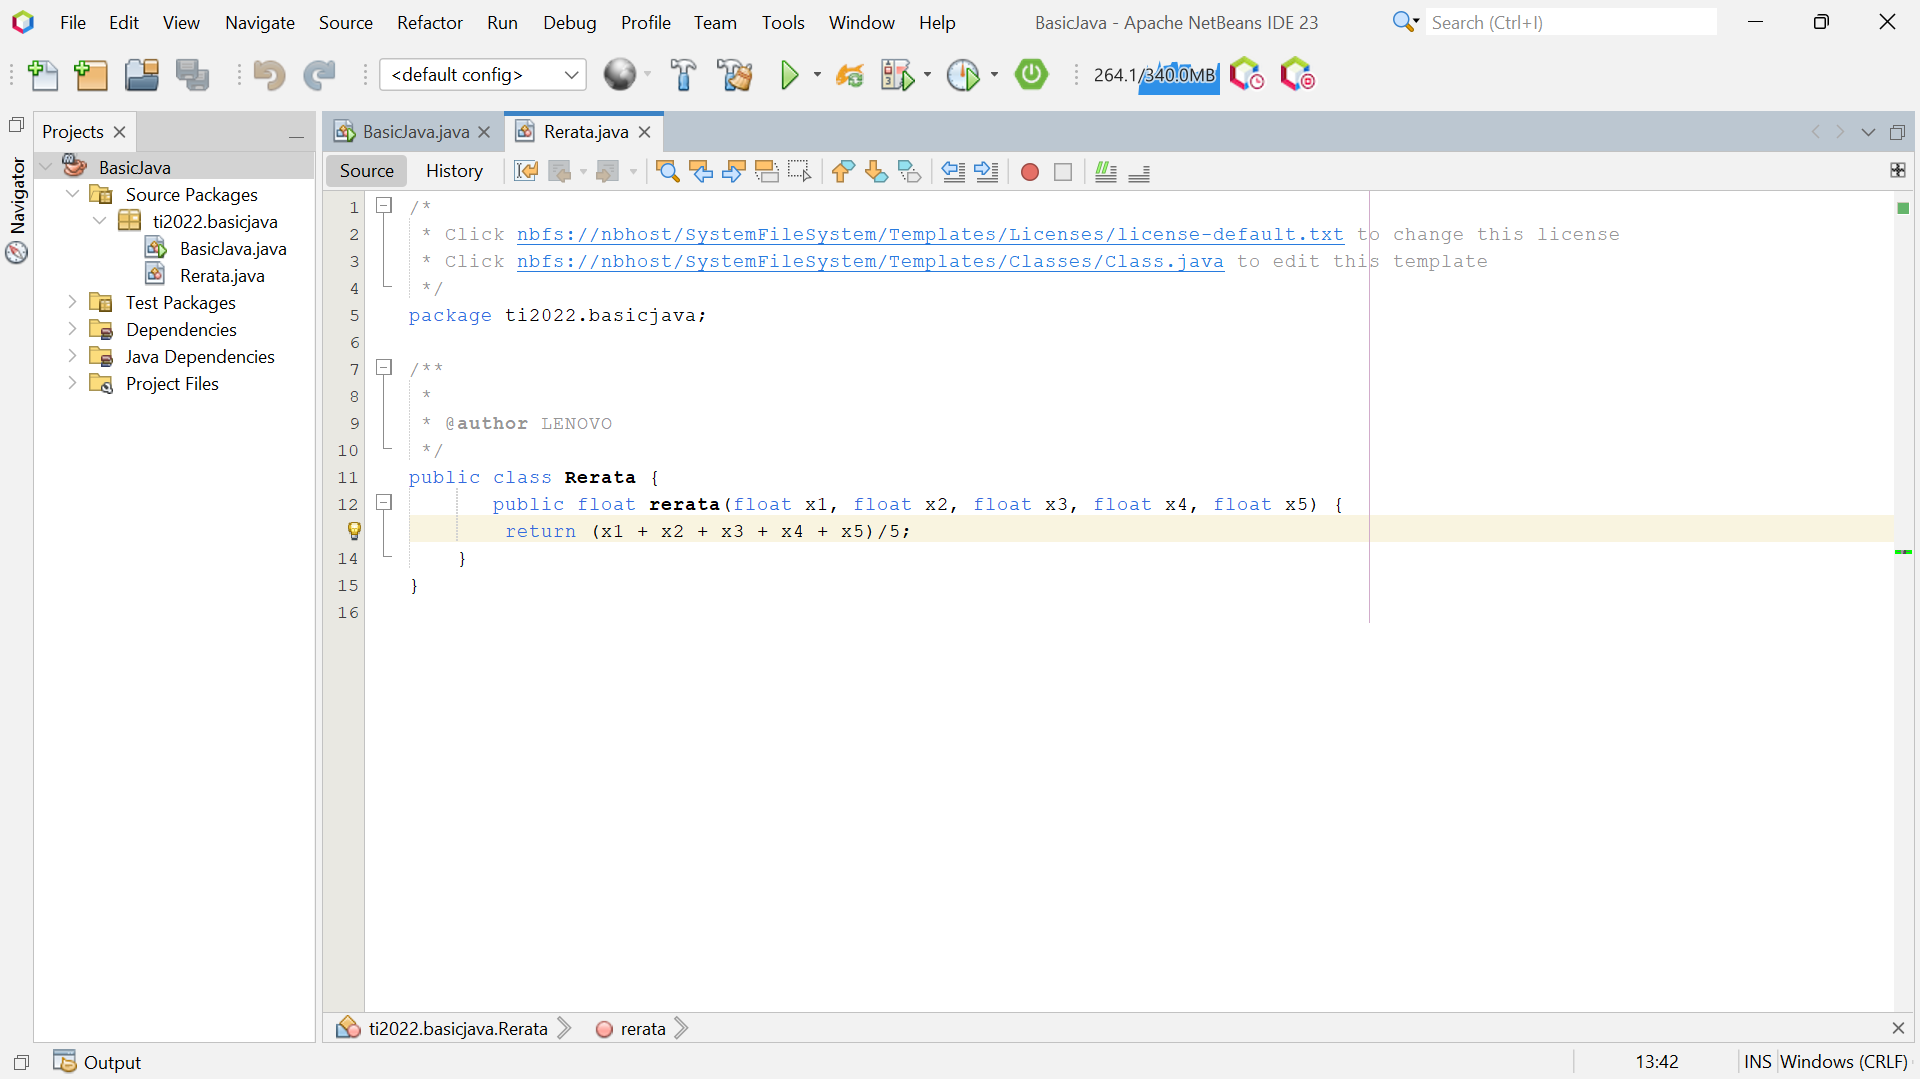 File Edit View Navigate Source Refactor Run Debug Profile Team Tools Window Help BasicJava - Apache NetBeans IDE 23 Search (Ctrl+I)
<default config> 264.1/340.0MB
Projects BasicJava.java Rerata.java
Navigator
Source History
BasicJava
Source Packages
ti2022.basicjava
BasicJava.java
Rerata.java
Test Packages
Dependencies
Java Dependencies
Project Files
1 /*
2 * Click nbfs://nbhost/SystemFileSystem/Templates/Licenses/license-default.txt to change this license
3 * Click nbfs://nbhost/SystemFileSystem/Templates/Classes/Class.java to edit this template
4 */
5 package ti2022.basicjava;
6
7 /**
8 *
9 * @author LENOVO
10 */
11 public class Rerata {
12 public float rerata(float x1, float x2, float x3, float x4, float x5) {
return (x1 + x2 + x3 + x4 + x5)/5;
14 }
15 }
16
ti2022.basicjava.Rerata rerata
Output 13:42 INS Windows (CRLF)